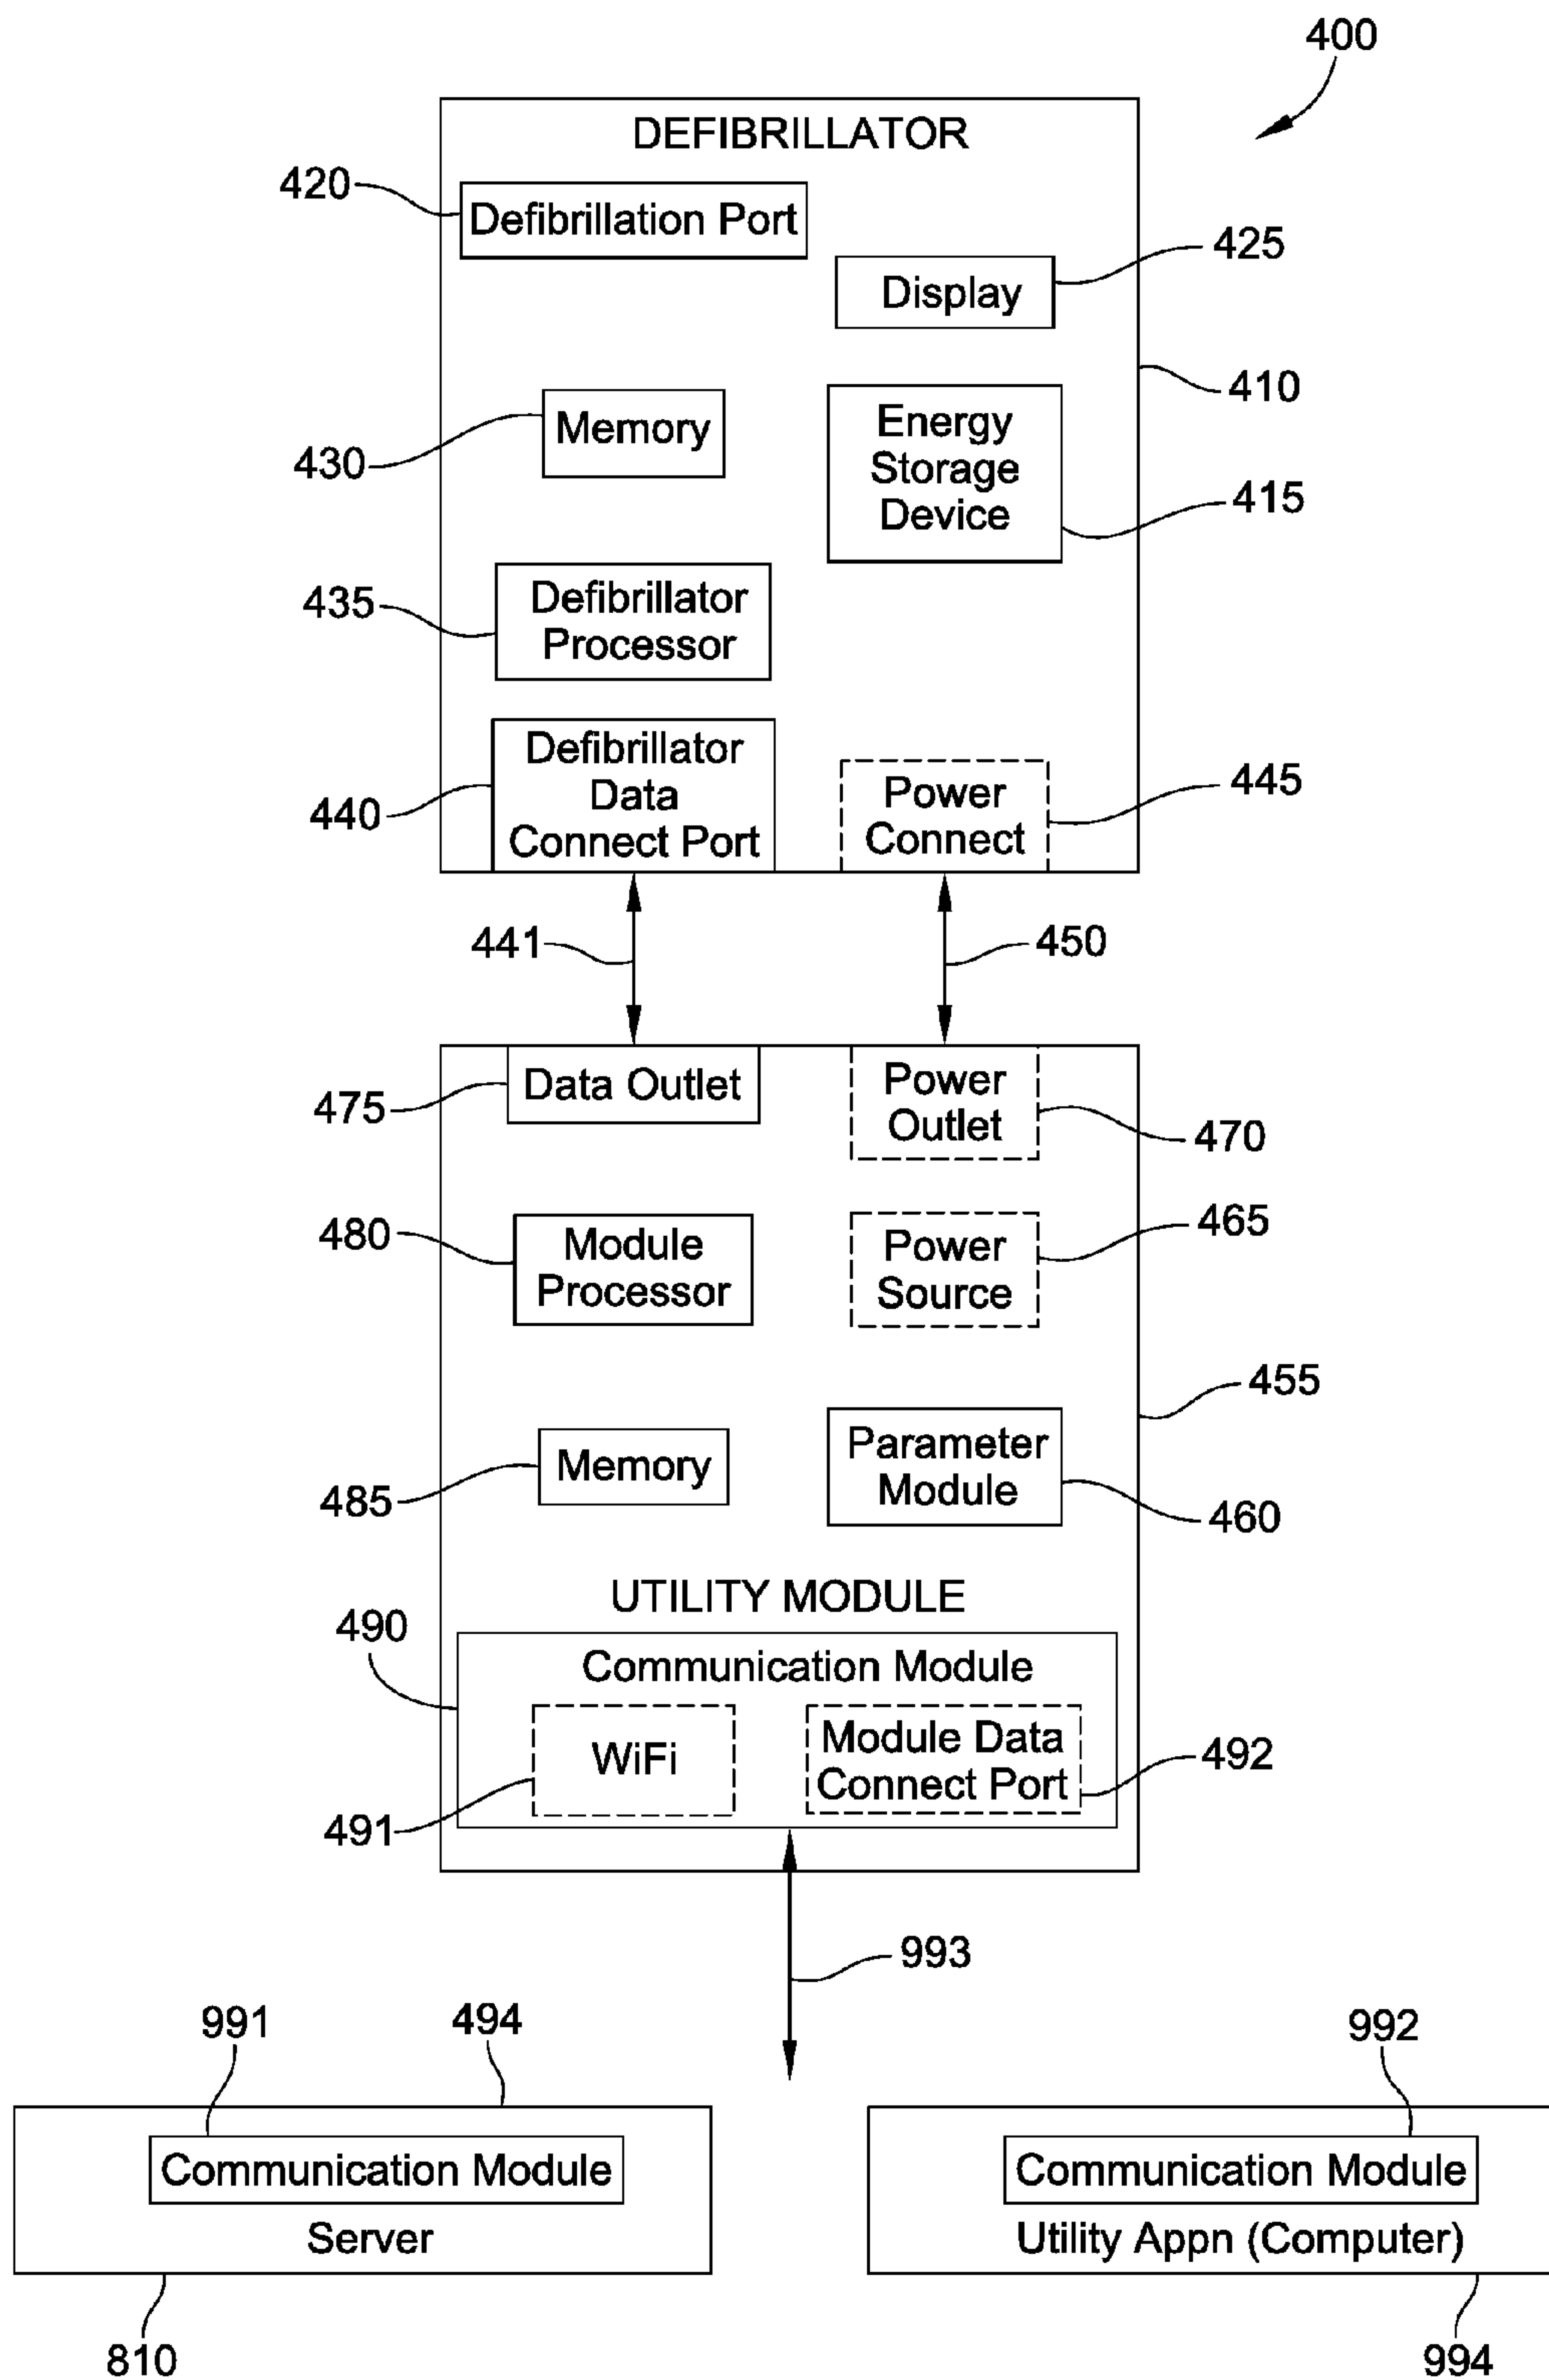 400
DEFIBRILLATOR
420
Defibrillation Port
425
Display
410
430
Memory
Energy
Storage
Device
415
435
Defibrillator
Processor
440
Defibrillator
Data
Connect Port
445
Power
Connect
441
450
475
Data Outlet
Power
Outlet
470
480
Module
Processor
Power
Source
465
455
485
Memory
Parameter
Module
460
UTILITY MODULE
490
Communication Module
WiFi
491
Module Data
Connect Port
492
993
991
494
992
Communication Module
Server
810
Communication Module
Utility Appn (Computer)
994